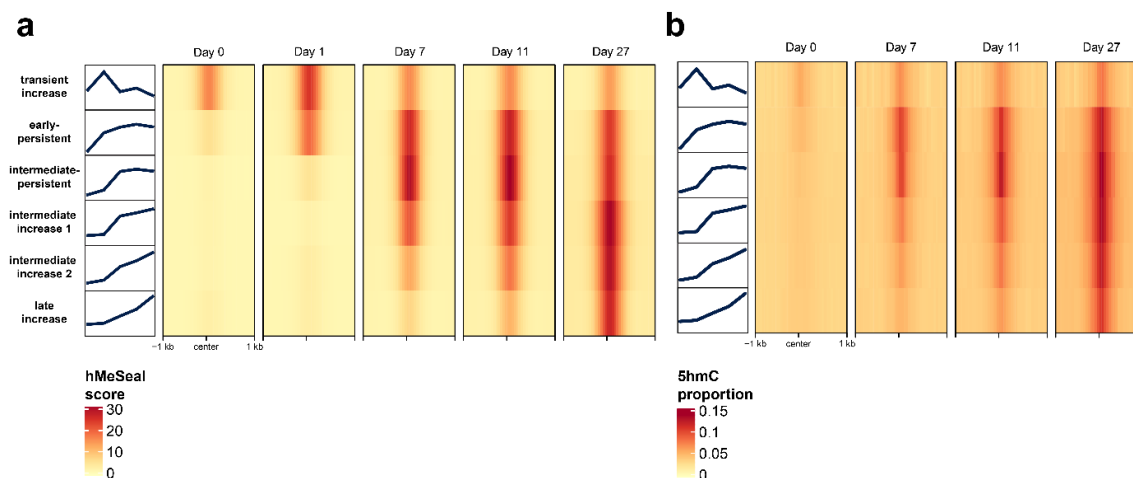 a
Day 0 Day 1 Day 7 Day 11 Day 27
transient
increase
early-
persistent
intermediate-
persistent
intermediate
increase 1
intermediate
increase 2
late
increase
−1 kb center 1 kb
hMeSeal
score
30
20
10
0
b
Day 0 Day 7 Day 11 Day 27
−1 kb center 1 kb
5hmC
proportion
0.15
0.1
0.05
0